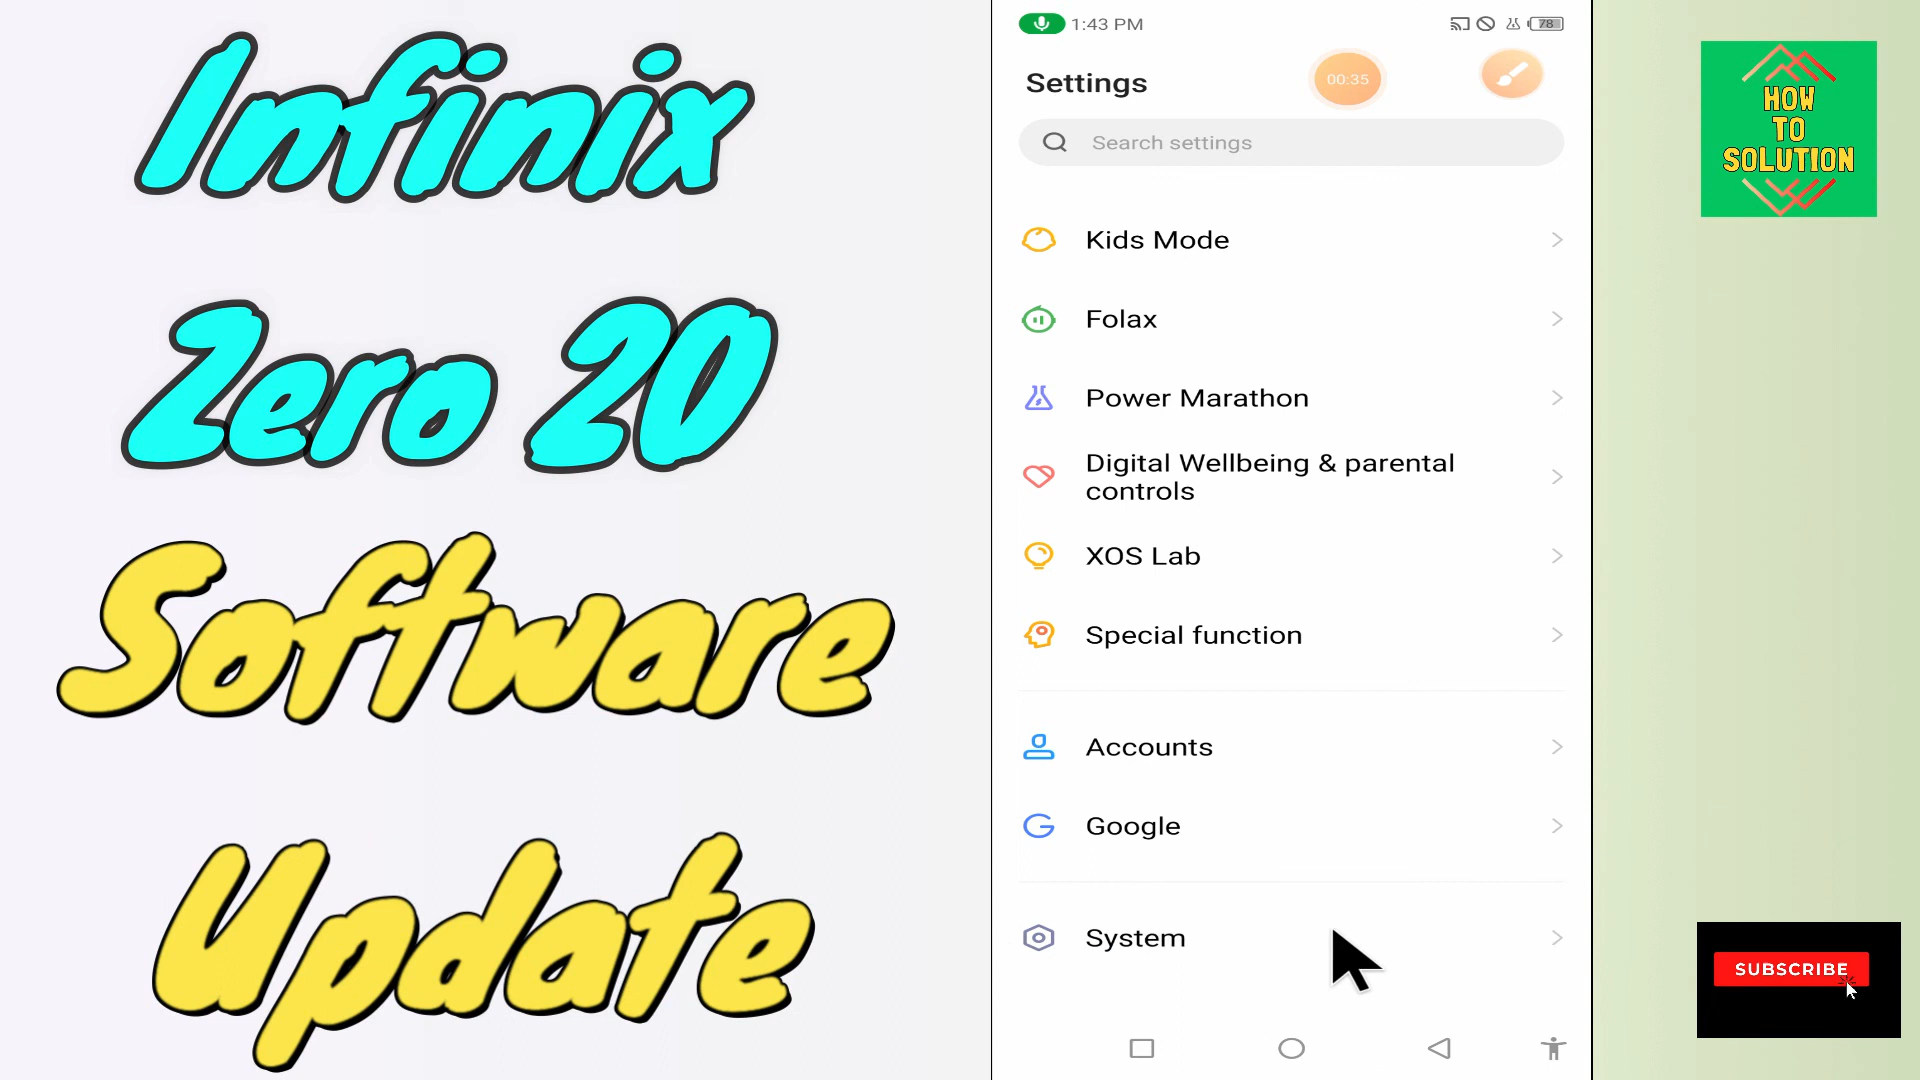 Infinix
Zero 20
Software
Update
1:43 PM
78
Settings
00:35
Search settings
Kids Mode
Folax
Power Marathon
Digital Wellbeing & parental
controls
XOS Lab
Special function
Accounts
Google
System
HOW
TO
SOLUTION
SUBSCRIBE